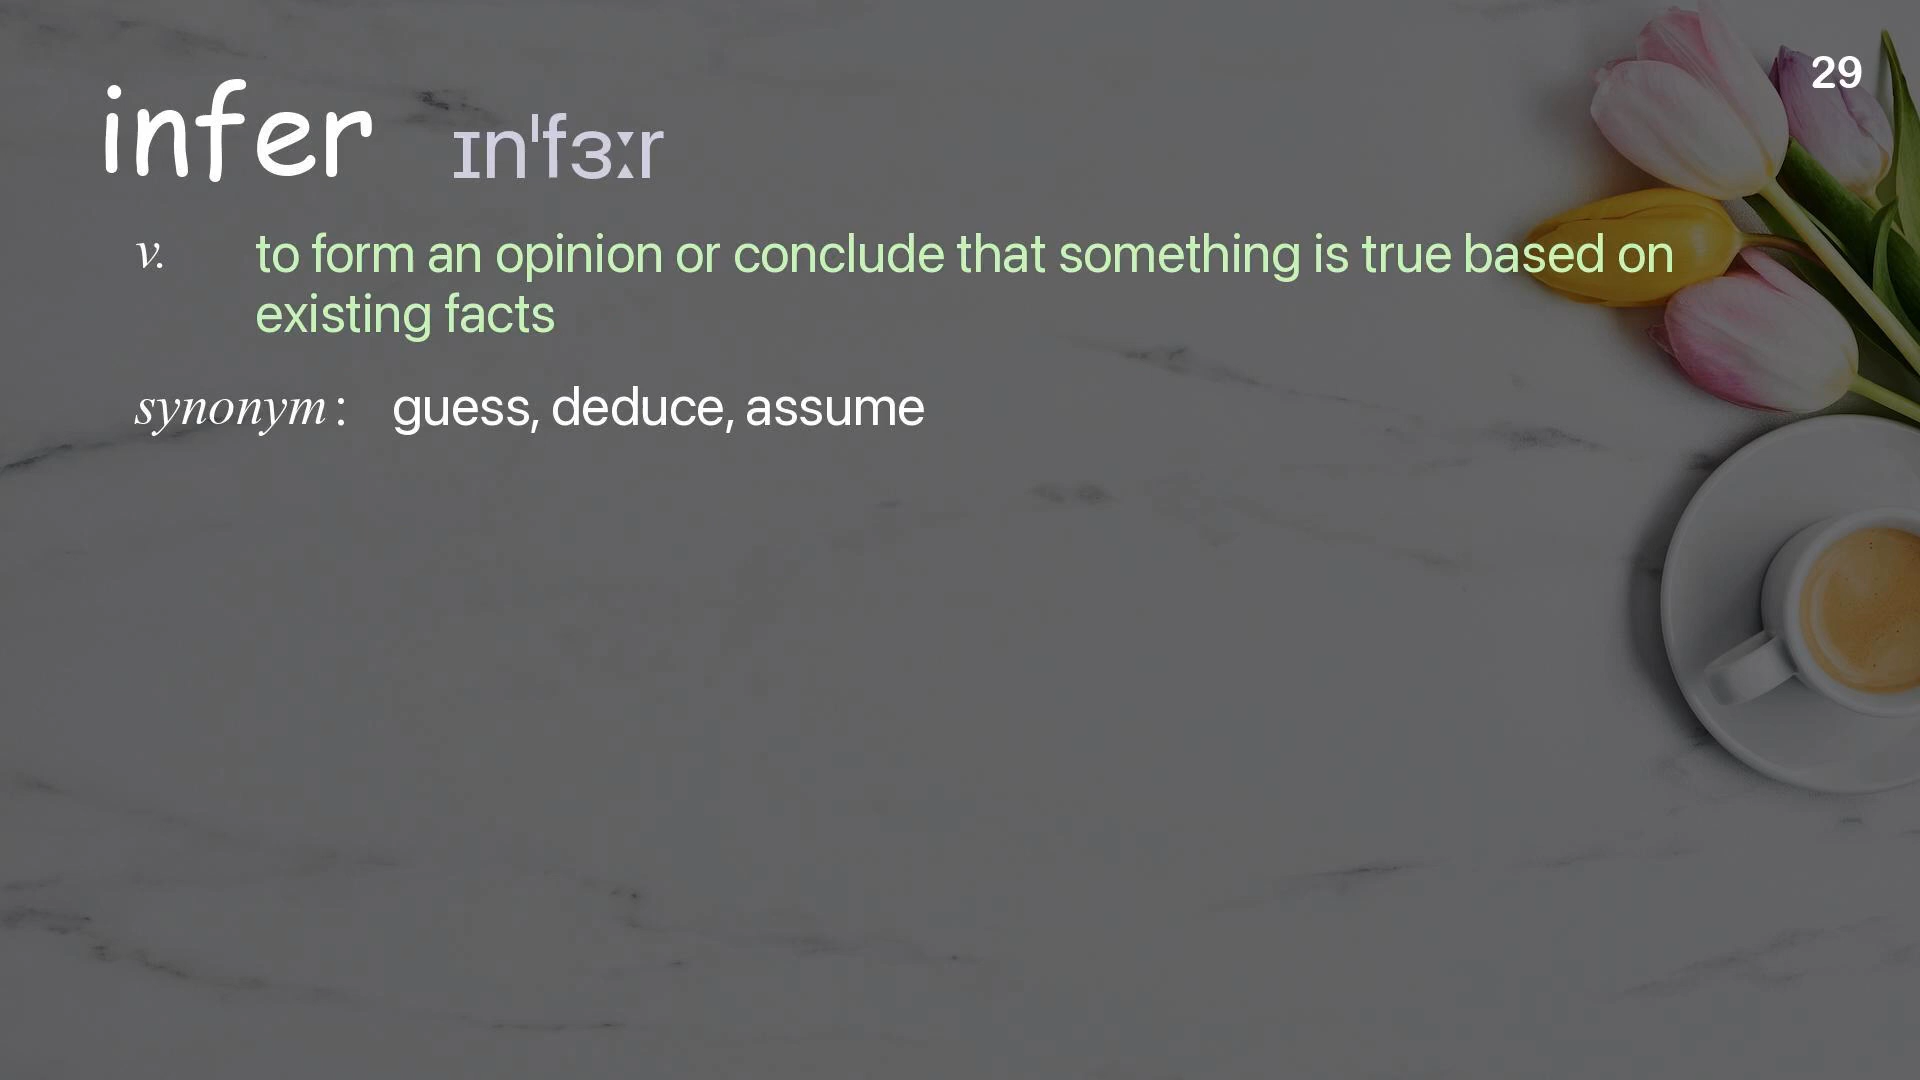 29
infer ɪnˈfɜːr
v. to form an opinion or conclude that something is true based on
existing facts
synonym : guess, deduce, assume